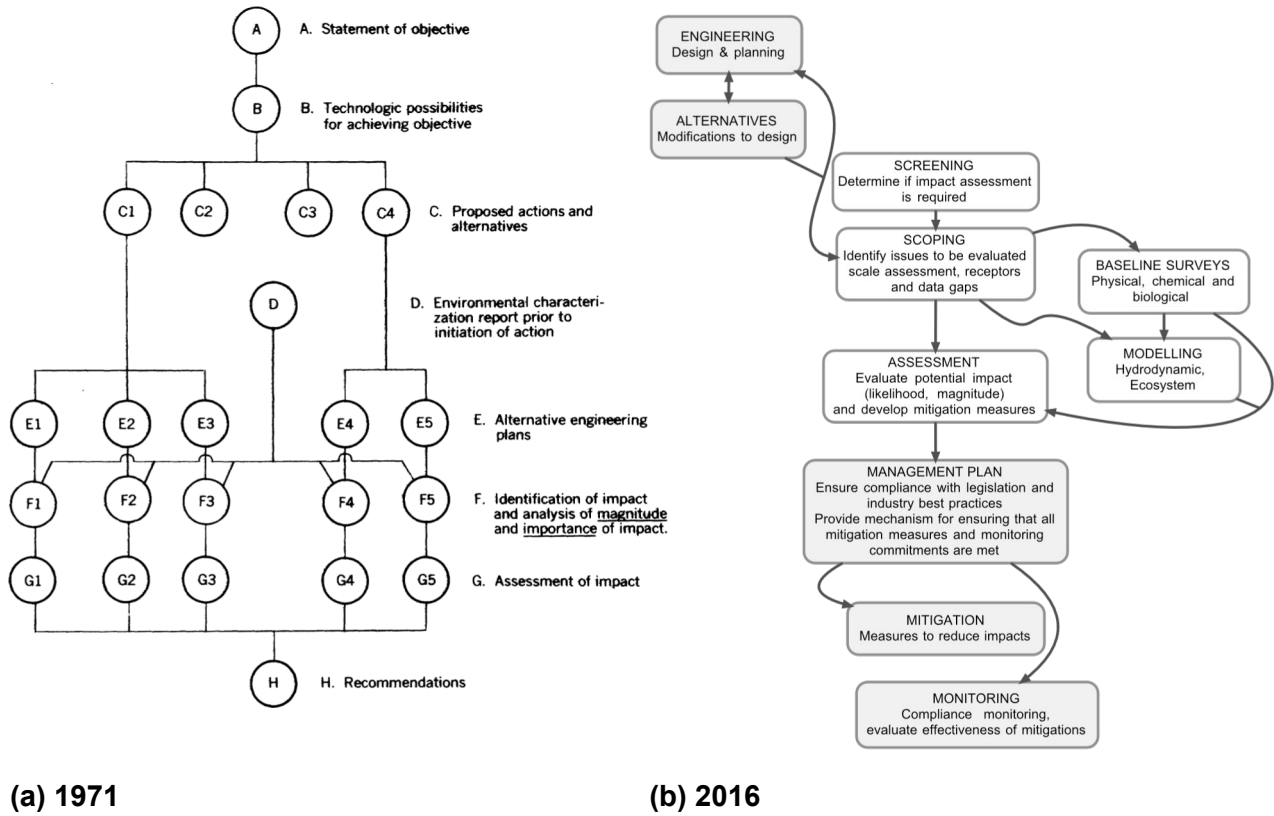 A
A. Statement of objective
B
B. Technologic possibilities
for achieving objective
C1
C2
C3
C4
C. Proposed actions and
alternatives
D
D. Environmental characteri-
zation report prior to
initiation of action
E1
E2
E3
E4
E5
E. Alternative engineering
plans
F1
F2
F3
F4
F5
F. Identification of impact
and analysis of magnitude
and importance of impact.
G1
G2
G3
G4
G5
G. Assessment of impact
H
H. Recommendations
(a) 1971
ENGINEERING
Design & planning
ALTERNATIVES
Modifications to design
SCREENING
Determine if impact assessment
is required
SCOPING
Identify issues to be evaluated
scale assessment, receptors
and data gaps
BASELINE SURVEYS
Physical, chemical and
biological
MODELLING
Hydrodynamic,
Ecosystem
ASSESSMENT
Evaluate potential impact
(likelihood, magnitude)
and develop mitigation measures
MANAGEMENT PLAN
Ensure compliance with legislation and
industry best practices
Provide mechanism for ensuring that all
mitigation measures and monitoring
commitments are met
MITIGATION
Measures to reduce impacts
MONITORING
Compliance monitoring,
evaluate effectiveness of mitigations
(b) 2016